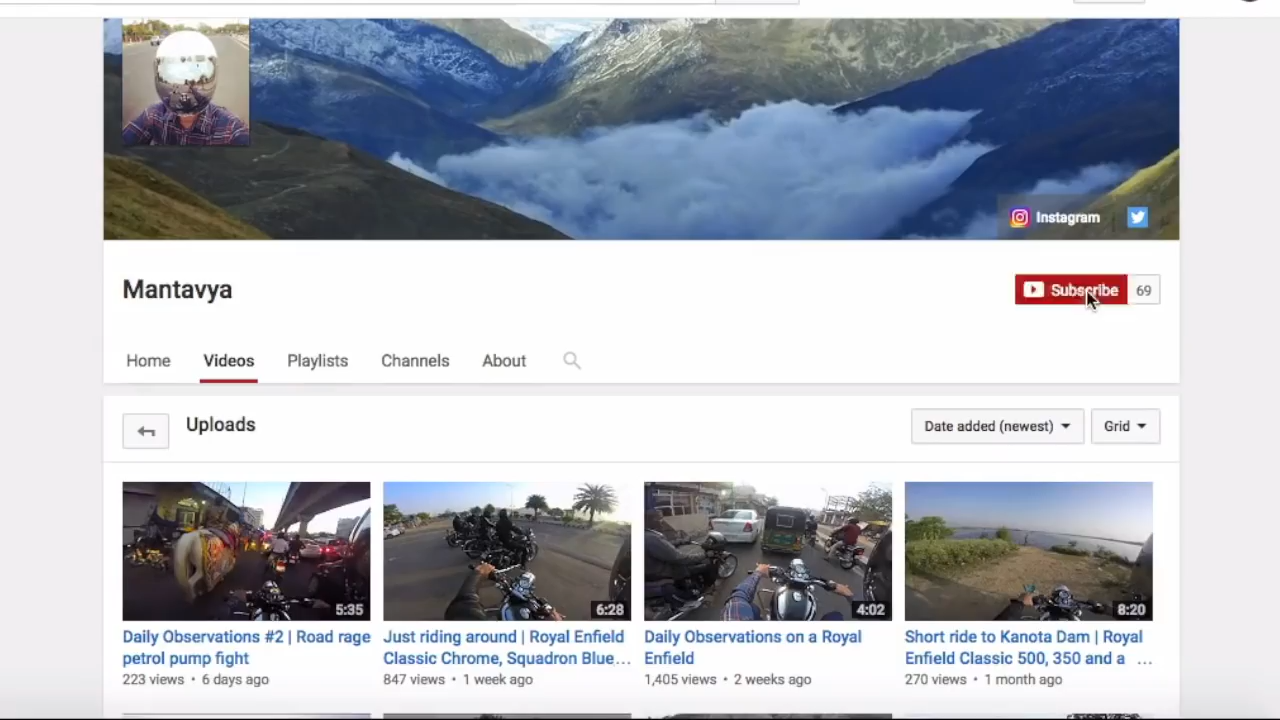 Instagram
Mantavya
Subscribe 69
Home Videos Playlists Channels About
Uploads
Date added (newest) Grid
5:35
6:28
4:02
8:20
Daily Observations #2 | Road rage
petrol pump fight
223 views • 6 days ago
Just riding around | Royal Enfield
Classic Chrome, Squadron Blue...
847 views • 1 week ago
Daily Observations on a Royal
Enfield
1,405 views • 2 weeks ago
Short ride to Kanota Dam | Royal
Enfield Classic 500, 350 and a ...
270 views • 1 month ago